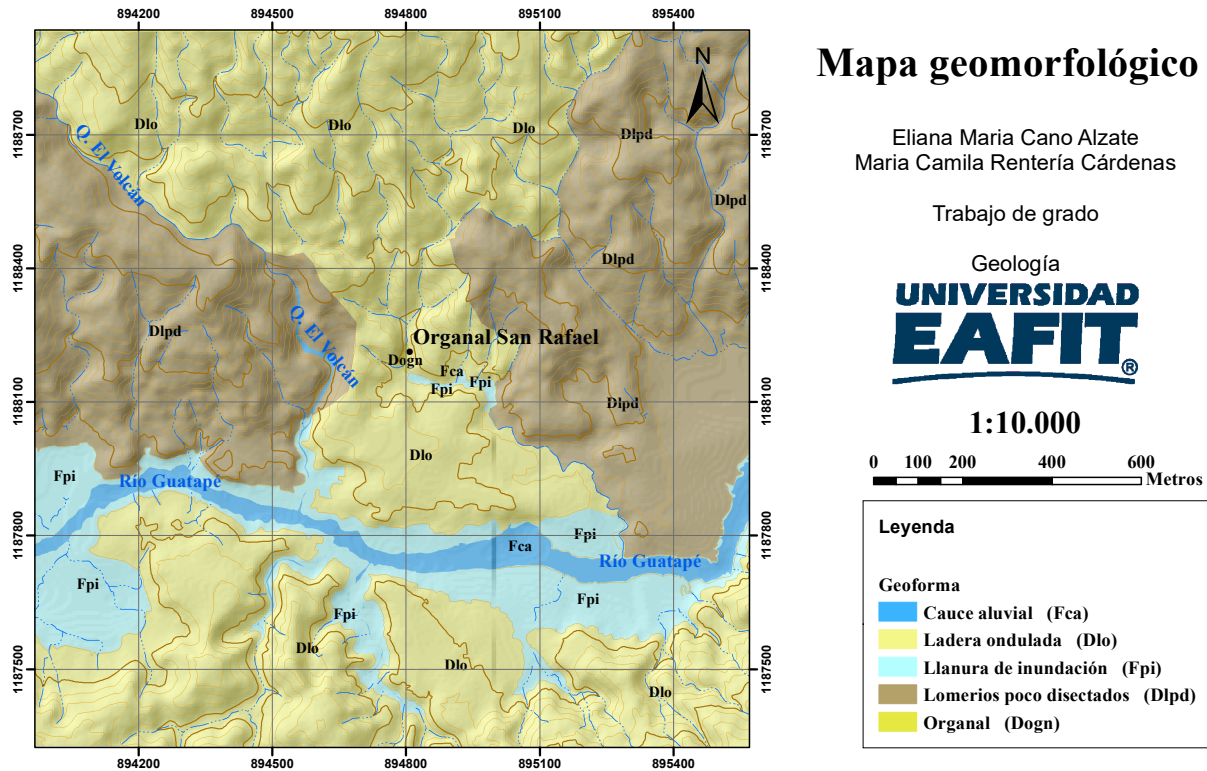 894200 894500 894800 895100 895400
1188700
1188400
1188100
1187800
1187500
N
Dlo
Dlo
Dlo
Dlpd
Q. El Volcán
Dlpd
Dlpd
Dlpd
Q. El Volcán
Organal San Rafael
Dogn
Fca
Fpi
Fpi
Dlpd
Dlo
Fpi
Río Guatapé
Fpi
Fca
Río Guatapé
Fpi
Fpi
Fpi
Dlo
Dlo
Dlo
1188700
1188400
1188100
1187800
1187500
894200 894500 894800 895100 895400
Mapa geomorfológico
Eliana Maria Cano Alzate
Maria Camila Rentería Cárdenas
Trabajo de grado
Geología
UNIVERSIDAD
EAFIT®
1:10.000
0 100 200 400 600
Metros
Leyenda
Geoforma
Cauce aluvial (Fca)
Ladera ondulada (Dlo)
Llanura de inundación (Fpi)
Lomerios poco disectados (Dlpd)
Organal (Dogn)